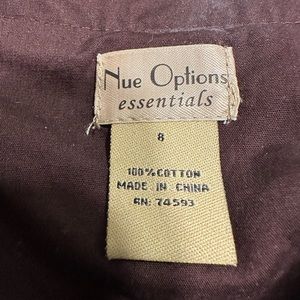 Nue Options
essentials
8
100% COTTON
MADE IN CHINA
RN: 74593